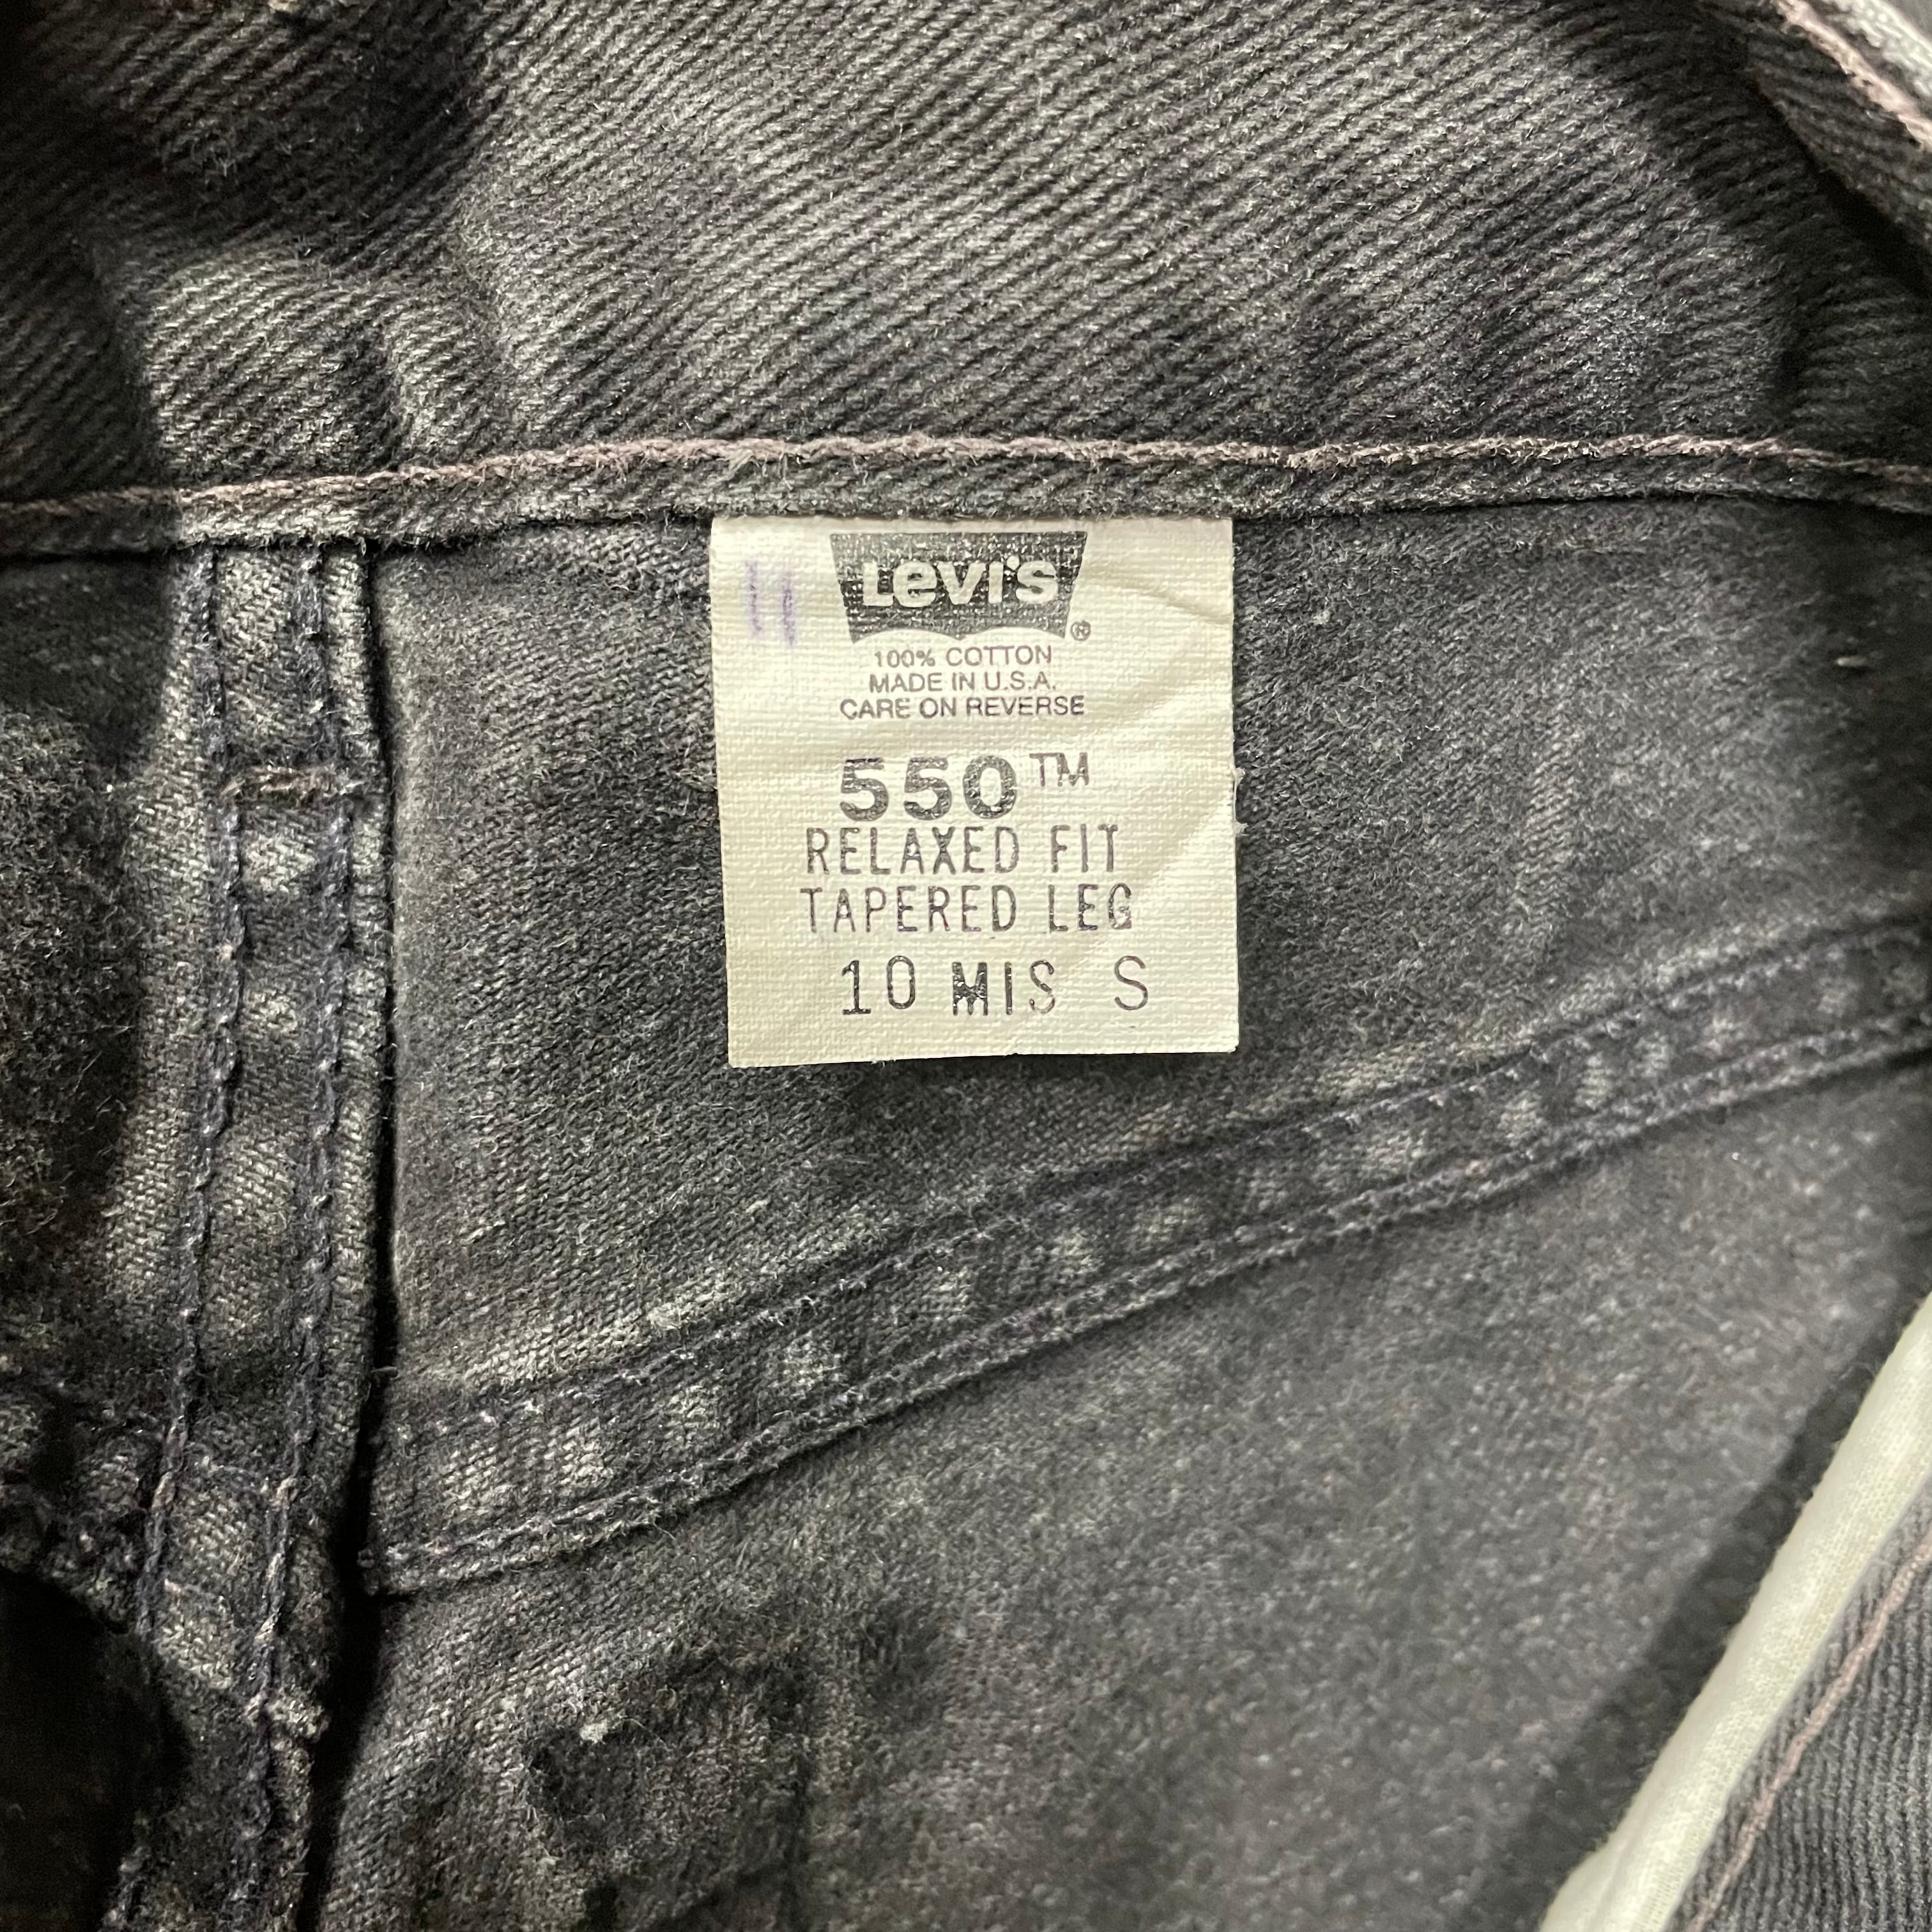 Levi's
®
100% COTTON
MADE IN U.S.A.
CARE ON REVERSE
550™
RELAXED FIT
TAPERED LEG
10 MIS S